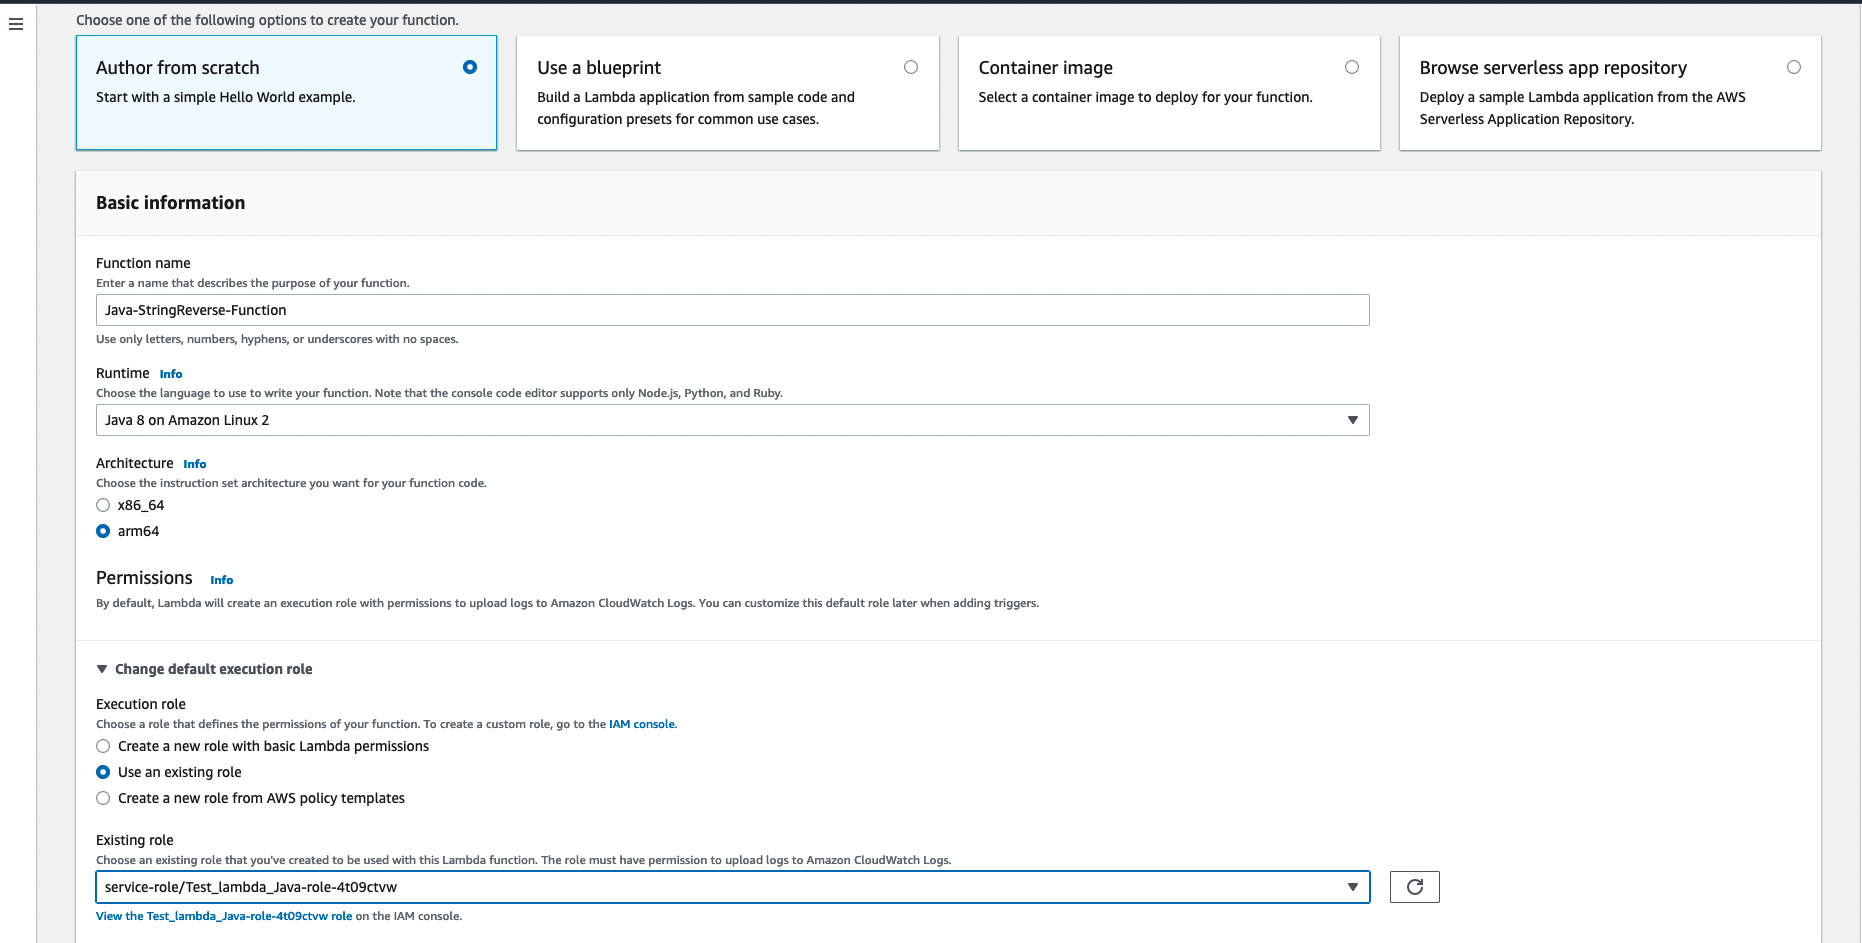 Choose one of the following options to create your function.
Author from scratch
Start with a simple Hello World example.
Use a blueprint
Build a Lambda application from sample code and
configuration presets for common use cases.
Container image
Select a container image to deploy for your function.
Browse serverless app repository
Deploy a sample Lambda application from the AWS
Serverless Application Repository.
Basic information
Function name
Enter a name that describes the purpose of your function.
Java-StringReverse-Function
Use only letters, numbers, hyphens, or underscores with no spaces.
Runtime Info
Choose the language to use to write your function. Note that the console code editor supports only Node.js, Python, and Ruby.
Java 8 on Amazon Linux 2
Architecture Info
Choose the instruction set architecture you want for your function code.
x86_64
arm64
Permissions Info
By default, Lambda will create an execution role with permissions to upload logs to Amazon CloudWatch Logs. You can customize this default role later when adding triggers.
Change default execution role
Execution role
Choose a role that defines the permissions of your function. To create a custom role, go to the IAM console.
Create a new role with basic Lambda permissions
Use an existing role
Create a new role from AWS policy templates
Existing role
Choose an existing role that you've created to be used with this Lambda function. The role must have permission to upload logs to Amazon CloudWatch Logs.
service-role/Test_lambda_Java-role-4t09ctvw
View the Test_lambda_Java-role-4t09ctvw role on the IAM console.